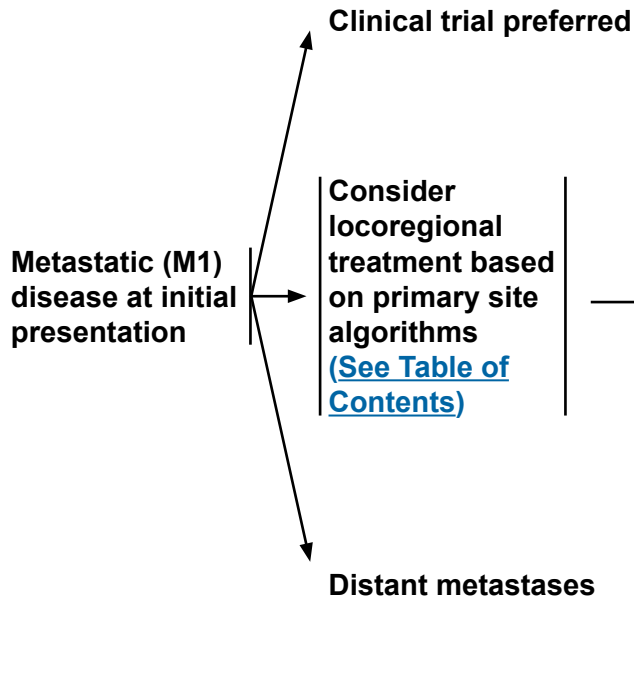 Clinical trial preferred
Metastatic (M1)
disease at initial
presentation
Consider
locoregional
treatment based
on primary site
algorithms
(See Table of
Contents)
Distant metastases